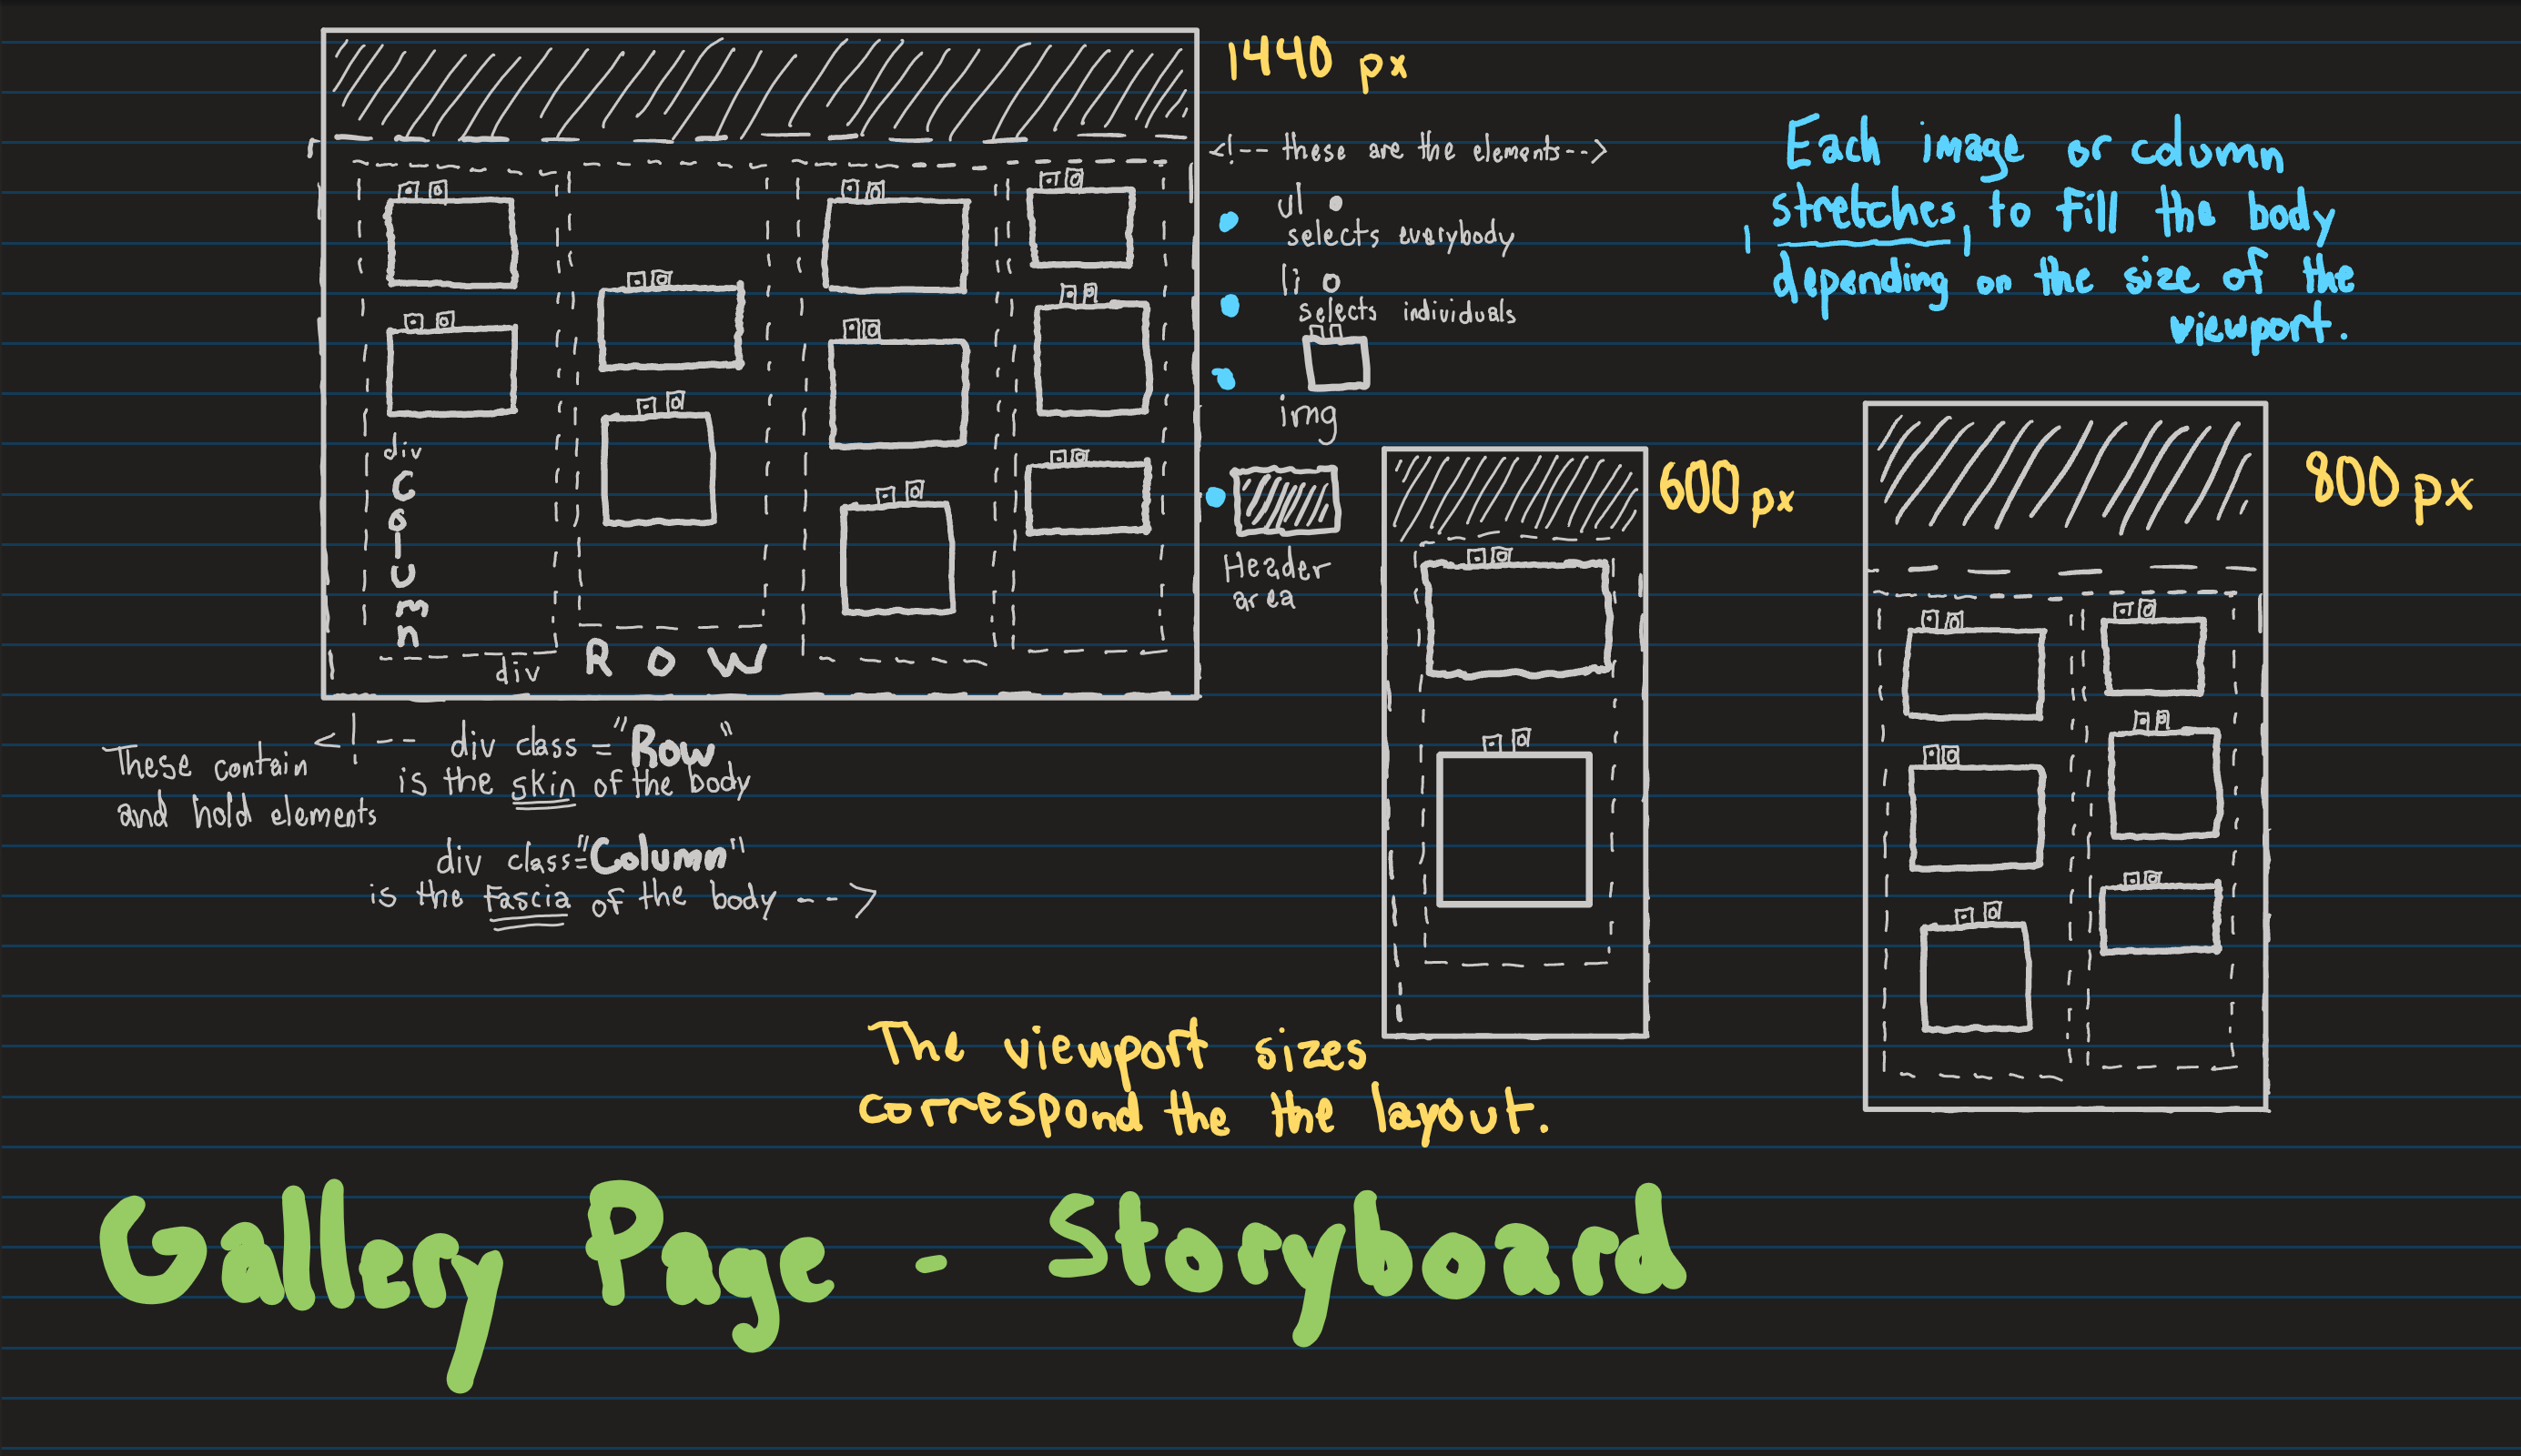 1440 px
<!-- these are the elements-->
ul
selects everybody
li
selects individuals
img
Header
area
Each image or column
stretches, to fill the body
depending on the size of the
viewport.
div
Column
div
ROW
600 px
800 px
These contain
and hold elements
<!-- div class = "Row"
is the skin of the body
div class="Column"
is the Fascia of the body -->
The viewport sizes
correspond the the layout.
Gallery Page - Storyboard